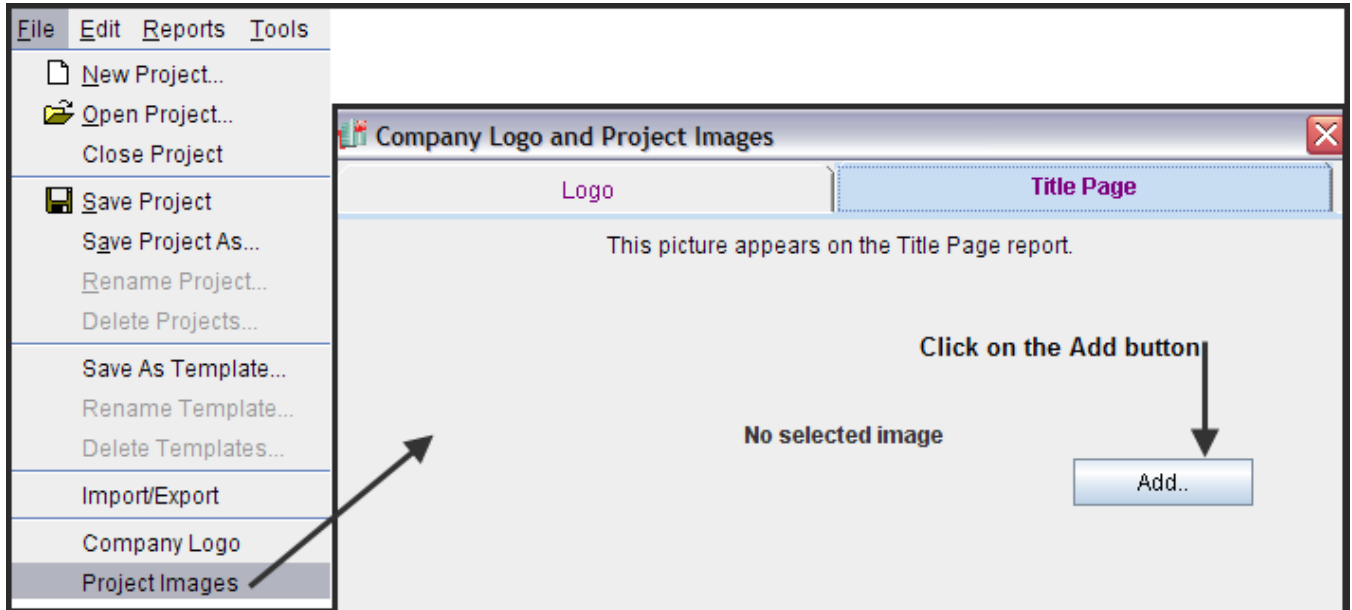 File Edit Reports Tools
New Project...
Open Project...
Close Project
Save Project
Save Project As...
Rename Project...
Delete Projects...
Save As Template...
Rename Template...
Delete Templates...
Import/Export
Company Logo
Project Images
Company Logo and Project Images
Logo Title Page
This picture appears on the Title Page report.
Click on the Add button
No selected image
Add..